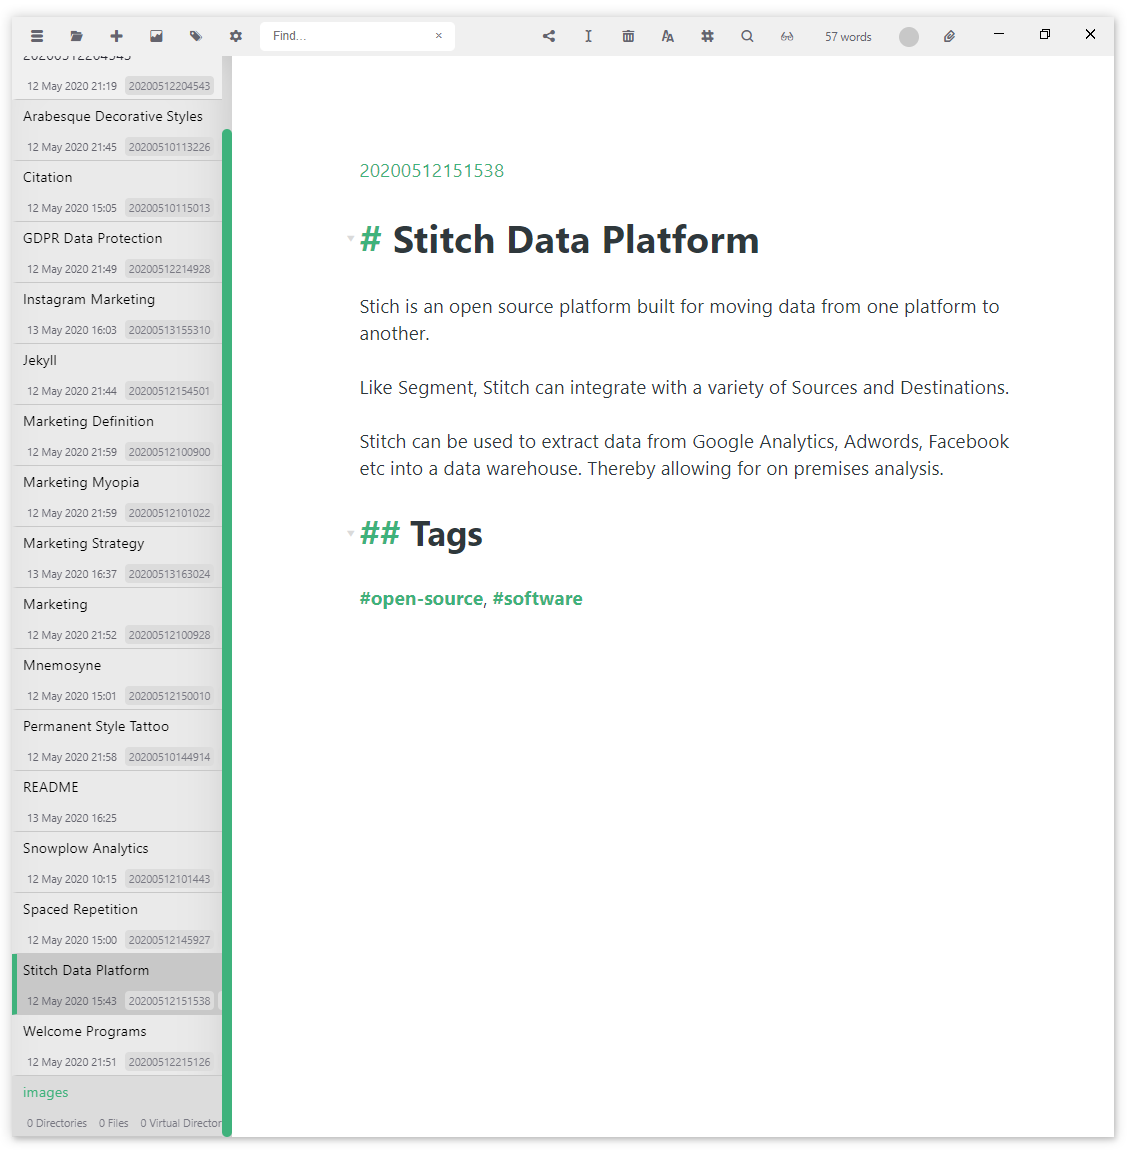 Find...
57 words
20200512204543
12 May 2020 21:19 20200512204543
Arabesque Decorative Styles
12 May 2020 21:45 20200510113226
Citation
12 May 2020 15:05 20200510115013
GDPR Data Protection
12 May 2020 21:49 20200512214928
Instagram Marketing
13 May 2020 16:03 20200513155310
Jekyll
12 May 2020 21:44 20200512154501
Marketing Definition
12 May 2020 21:59 20200512100900
Marketing Myopia
12 May 2020 21:59 20200512101022
Marketing Strategy
13 May 2020 16:37 20200513163024
Marketing
12 May 2020 21:52 20200512100928
Mnemosyne
12 May 2020 15:01 20200512150010
Permanent Style Tattoo
12 May 2020 21:58 20200510144914
README
13 May 2020 16:25
Snowplow Analytics
12 May 2020 10:15 20200512101443
Spaced Repetition
12 May 2020 15:00 20200512145927
Stitch Data Platform
12 May 2020 15:43 20200512151538
Welcome Programs
12 May 2020 21:51 20200512215126
images
0 Directories 0 Files 0 Virtual Director
20200512151538
# Stitch Data Platform
Stich is an open source platform built for moving data from one platform to
another.
Like Segment, Stitch can integrate with a variety of Sources and Destinations.
Stitch can be used to extract data from Google Analytics, Adwords, Facebook
etc into a data warehouse. Thereby allowing for on premises analysis.
## Tags
#open-source, #software